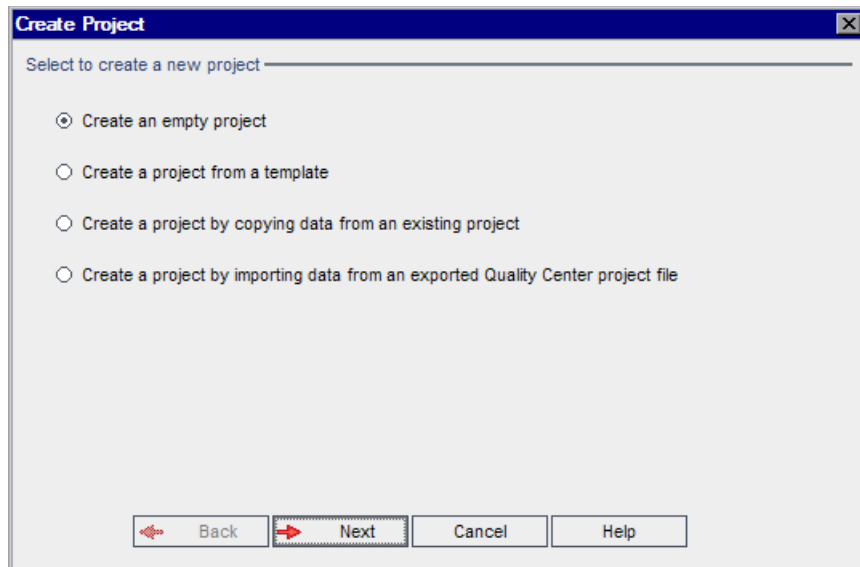 Create Project
Select to create a new project
Create an empty project
Create a project from a template
Create a project by copying data from an existing project
Create a project by importing data from an exported Quality Center project file
Back Next Cancel Help